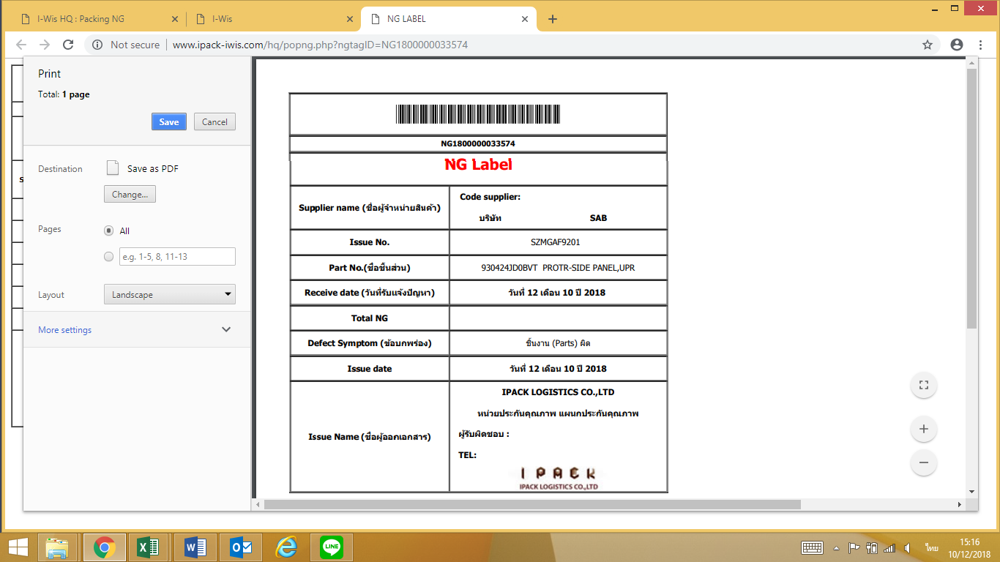 I-Wis HQ : Packing NG
I-Wis
NG LABEL
Not secure
www.ipack-iwis.com/hq/popng.php?ngtagID=NG1800000033574
Print
Total: 1 page
Save
Cancel
Destination
Save as PDF
Change...
Pages
All
e.g. 1-5, 8, 11-13
Layout
Landscape
More settings
NG1800000033574
NG Label
Supplier name (ชื่อผู้จำหน่ายสินค้า)
Code supplier:
บริษัท SAB
Issue No.
SZMGAF9201
Part No.(ชื่อชิ้นส่วน)
930424JD0BVT PROTR-SIDE PANEL,UPR
Receive date (วันที่รับแจ้งปัญหา)
วันที่ 12 เดือน 10 ปี 2018
Total NG
Defect Symptom (ข้อบกพร่อง)
ชิ้นงาน (Parts) ผิด
Issue date
วันที่ 12 เดือน 10 ปี 2018
Issue Name (ชื่อผู้ออกเอกสาร)
IPACK LOGISTICS CO.,LTD
หน่วยประกันคุณภาพ แผนกประกันคุณภาพ
ผู้รับผิดชอบ :
TEL:
IPACK
IPACK LOGISTICS CO.,LTD
LINE
ไทย
15:16
10/12/2018